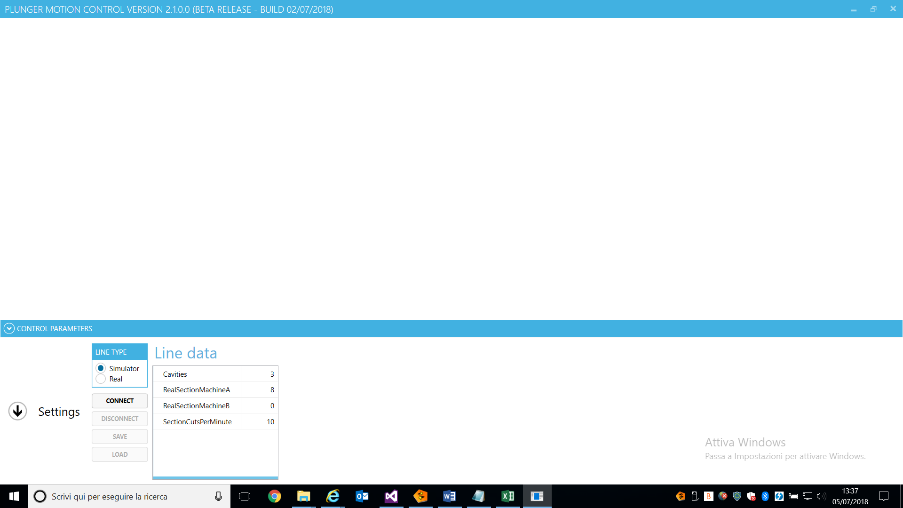 PLUNGER MOTION CONTROL VERSION 2.1.0.0 (BETA RELEASE - BUILD 02/07/2018)
CONTROL PARAMETERS
Settings
LINE TYPE
Simulator
Real
CONNECT
DISCONNECT
SAVE
LOAD
Line data
Cavities 3
RealSectionMachineA 8
RealSectionMachineB 0
SectionCutsPerMinute 10
Attiva Windows
Passa a Impostazioni per attivare Windows.
Scrivi qui per eseguire la ricerca
13:37
05/07/2018